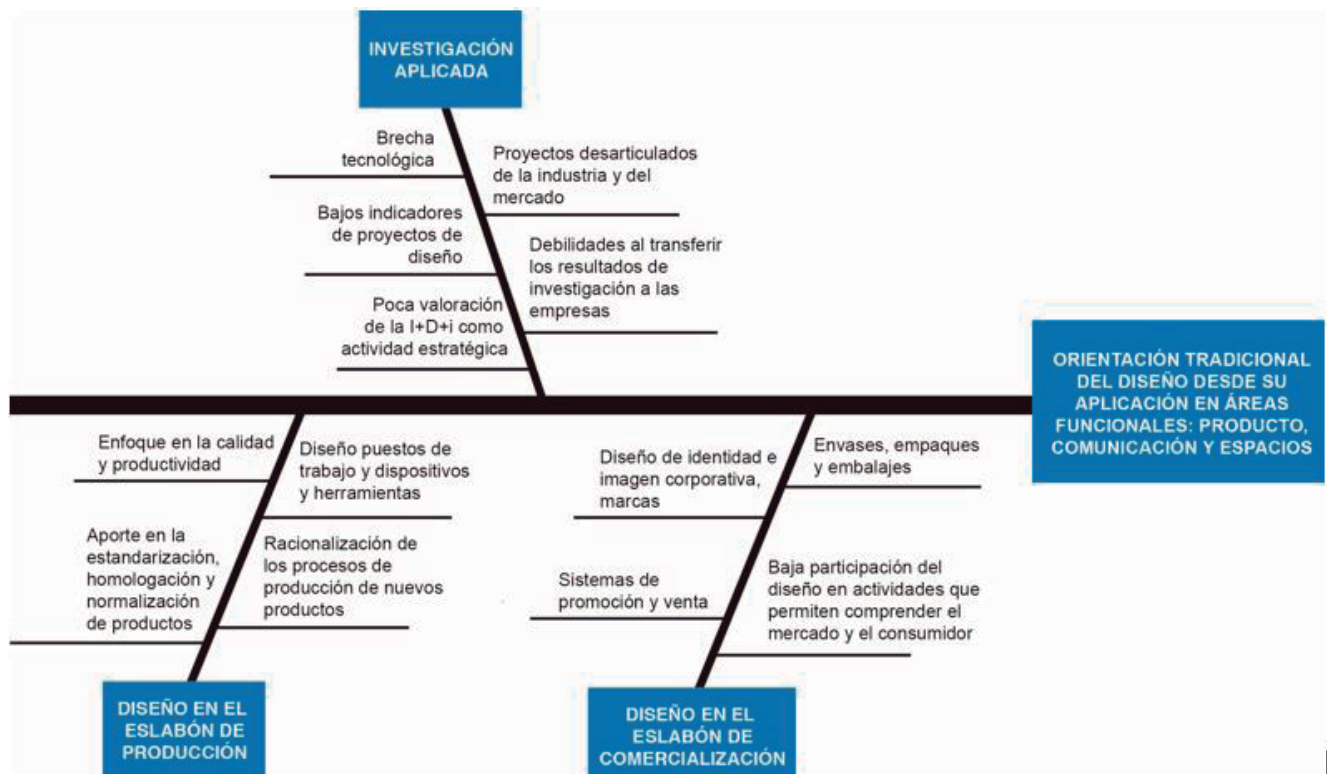 INVESTIGACIÓN
APLICADA
Brecha
tecnológica
Proyectos desarticulados
de la industria y del
mercado
Bajos indicadores
de proyectos de
diseño
Debilidades al transferir
los resultados de
investigación a las
empresas
Poca valoración
de la I+D+i como
actividad estratégica
ORIENTACIÓN TRADICIONAL
DEL DISEÑO DESDE SU
APLICACIÓN EN ÁREAS
FUNCIONALES: PRODUCTO,
COMUNICACIÓN Y ESPACIOS
Enfoque en la calidad
y productividad
Diseño puestos de
trabajo y dispositivos
y herramientas
Aporte en la
estandarización,
homologación y
normalización
de productos
Racionalización de
los procesos de
producción de nuevos
productos
DISEÑO EN EL
ESLABÓN DE
PRODUCCIÓN
Diseño de identidad e
imagen corporativa,
marcas
Envases, empaques
y embalajes
Sistemas de
promoción y venta
Baja participación del
diseño en actividades que
permiten comprender el
mercado y el consumidor
DISEÑO EN EL
ESLABÓN DE
COMERCIALIZACIÓN